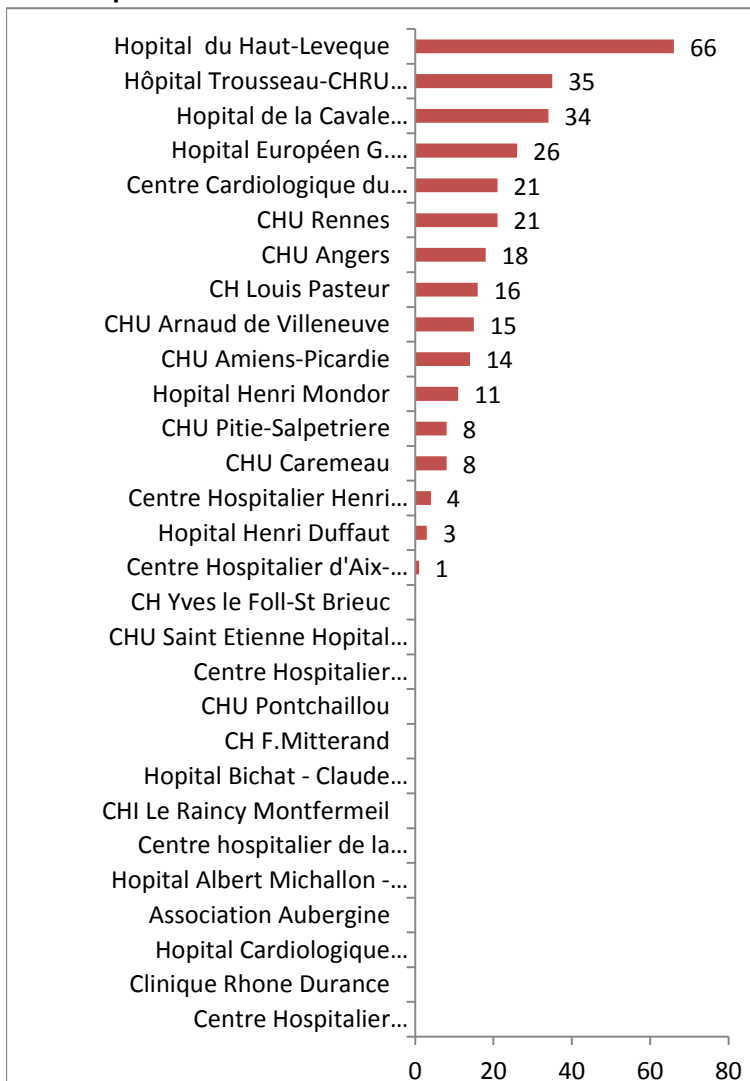 Hopital du Haut-Leveque 66
Hôpital Trousseau-CHRU... 35
Hopital de la Cavale... 34
Hopital Européen G.... 26
Centre Cardiologique du... 21
CHU Rennes 21
CHU Angers 18
CH Louis Pasteur 16
CHU Arnaud de Villeneuve 15
CHU Amiens-Picardie 14
Hopital Henri Mondor 11
CHU Pitie-Salpetriere 8
CHU Caremeau 8
Centre Hospitalier Henri... 4
Hopital Henri Duffaut 3
Centre Hospitalier d'Aix-... 1
CH Yves le Foll-St Brieuc
CHU Saint Etienne Hopital...
Centre Hospitalier...
CHU Pontchaillou
CH F.Mitterand
Hopital Bichat - Claude...
CHI Le Raincy Montfermeil
Centre hospitalier de la...
Hopital Albert Michallon -...
Association Aubergine
Hopital Cardiologique...
Clinique Rhone Durance
Centre Hospitalier...
0 20 40 60 80